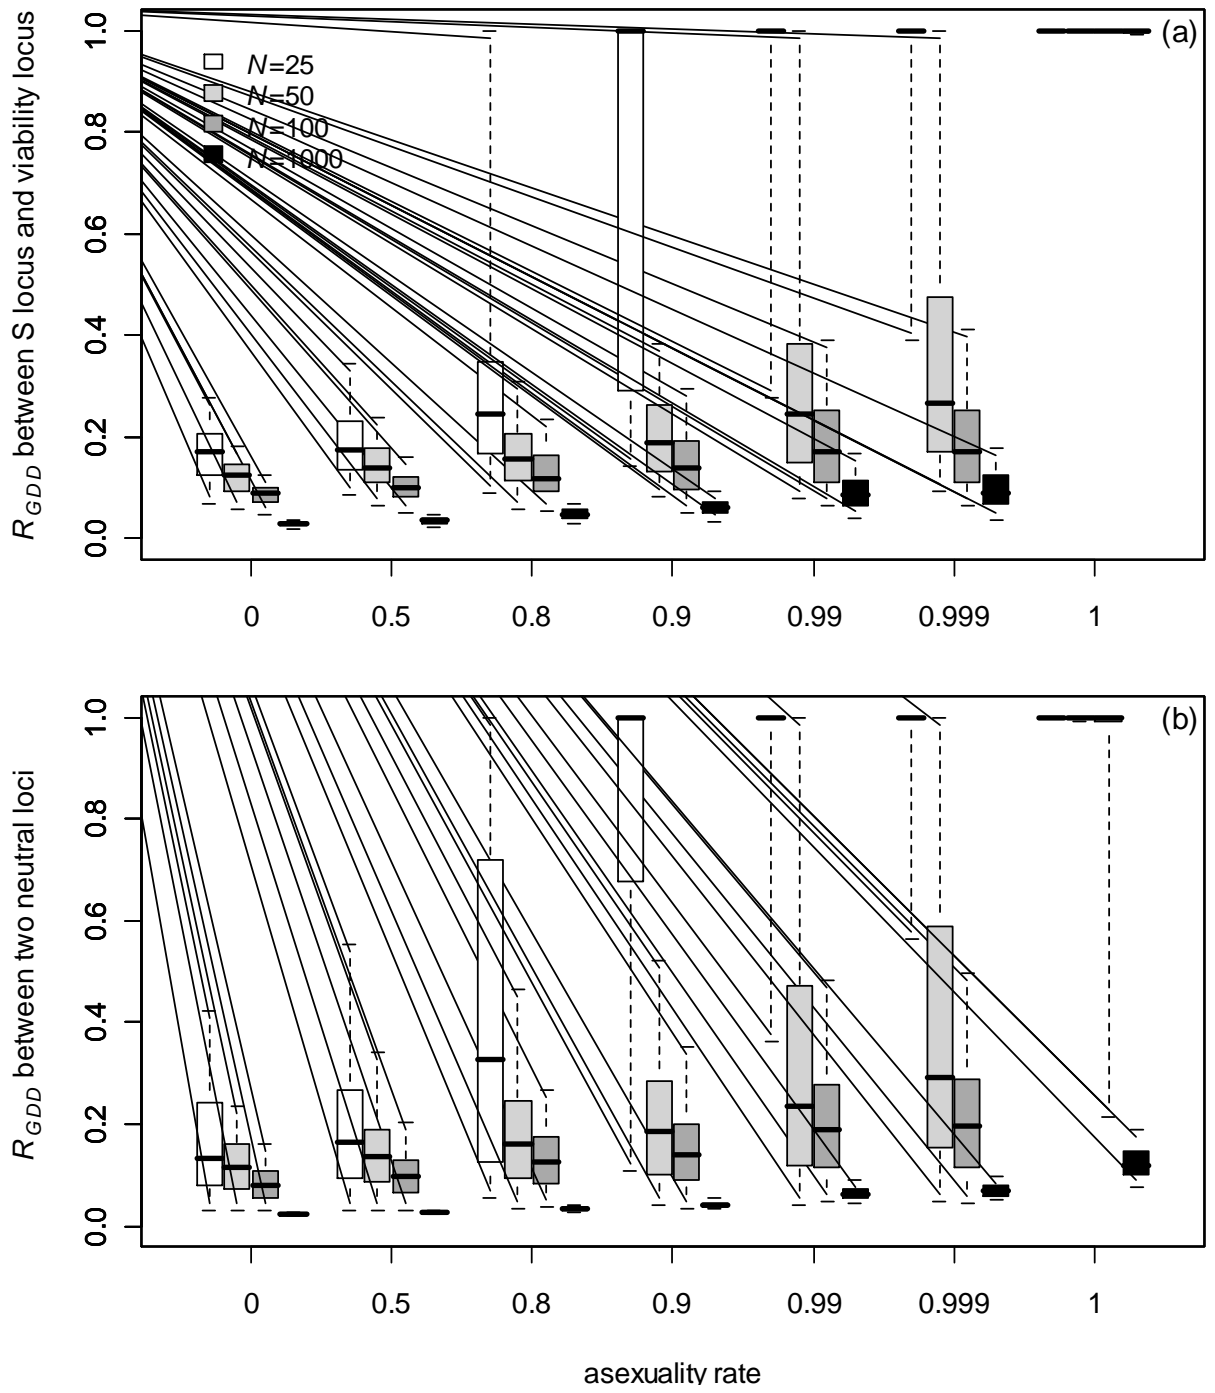 (a)
R_GDD between S locus and viability locus
1.0
0.8
0.6
0.4
0.2
0.0
N=25
N=50
N=100
N=1000
0 0.5 0.8 0.9 0.99 0.999 1
(b)
R_GDD between two neutral loci
1.0
0.8
0.6
0.4
0.2
0.0
0 0.5 0.8 0.9 0.99 0.999 1
asexuality rate